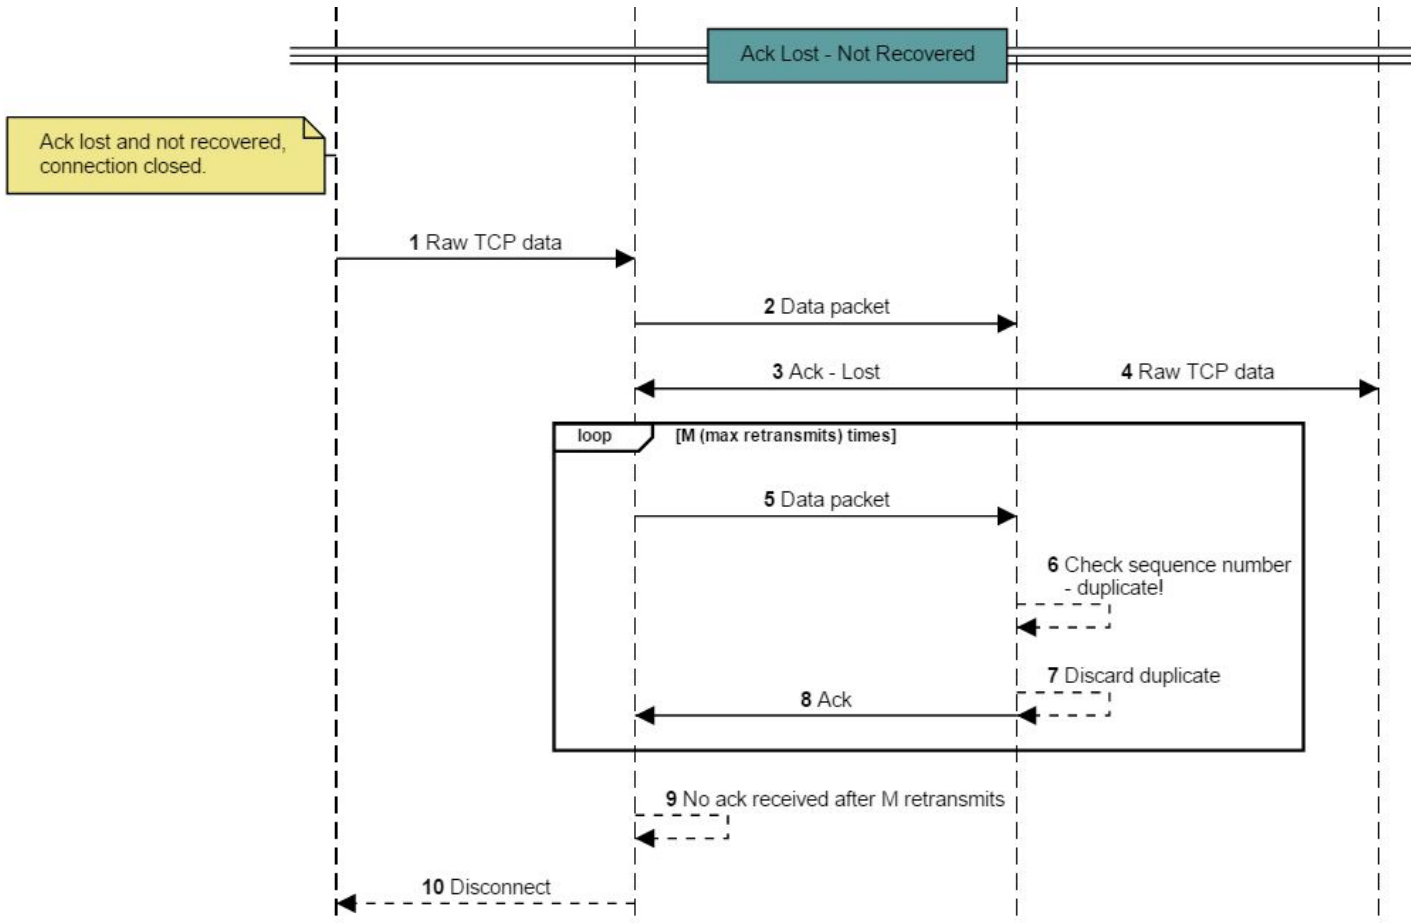 Ack Lost - Not Recovered
Ack lost and not recovered,
connection closed.
1 Raw TCP data
2 Data packet
3 Ack - Lost
4 Raw TCP data
loop
[M (max retransmits) times]
5 Data packet
6 Check sequence number
- duplicate!
7 Discard duplicate
8 Ack
9 No ack received after M retransmits
10 Disconnect